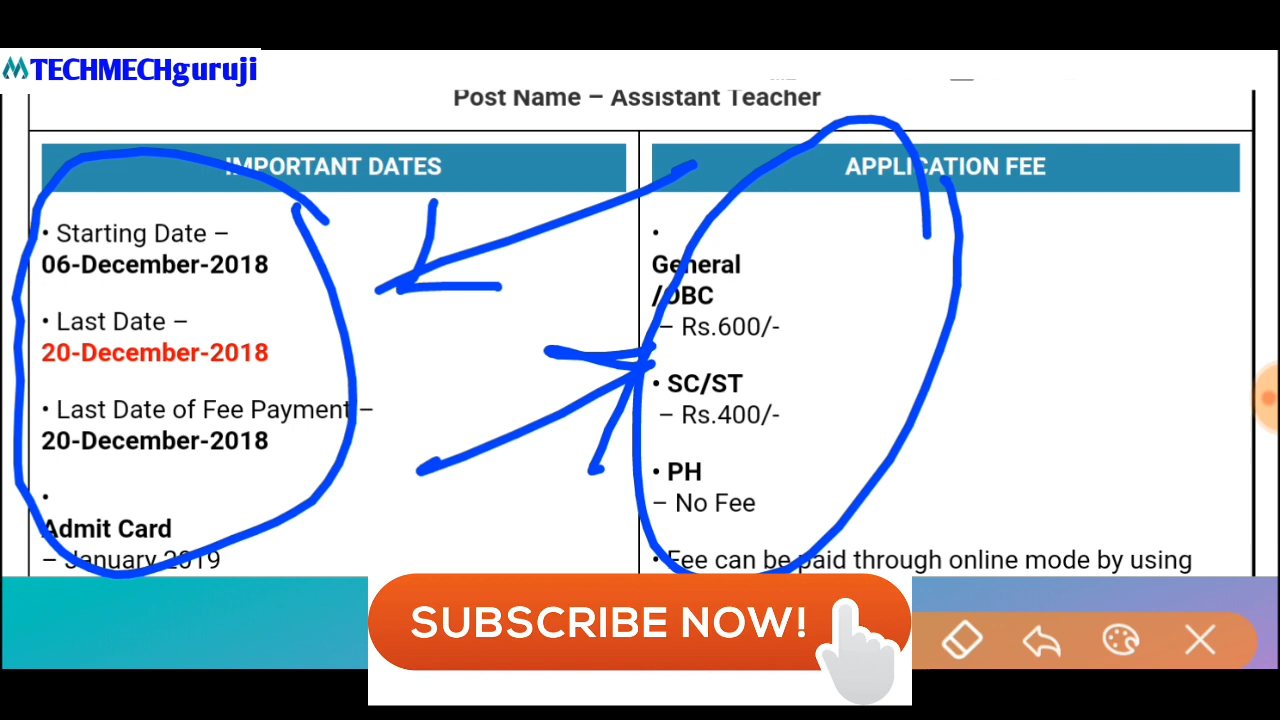 TECHMECHguruji
Post Name – Assistant Teacher
IMPORTANT DATES
• Starting Date –
06-December-2018
• Last Date –
20-December-2018
• Last Date of Fee Payment –
20-December-2018
•
Admit Card
– January 2019
APPLICATION FEE
•
General
/OBC
– Rs.600/-
• SC/ST
– Rs.400/-
• PH
– No Fee
• Fee can be paid through online mode by using
SUBSCRIBE NOW!